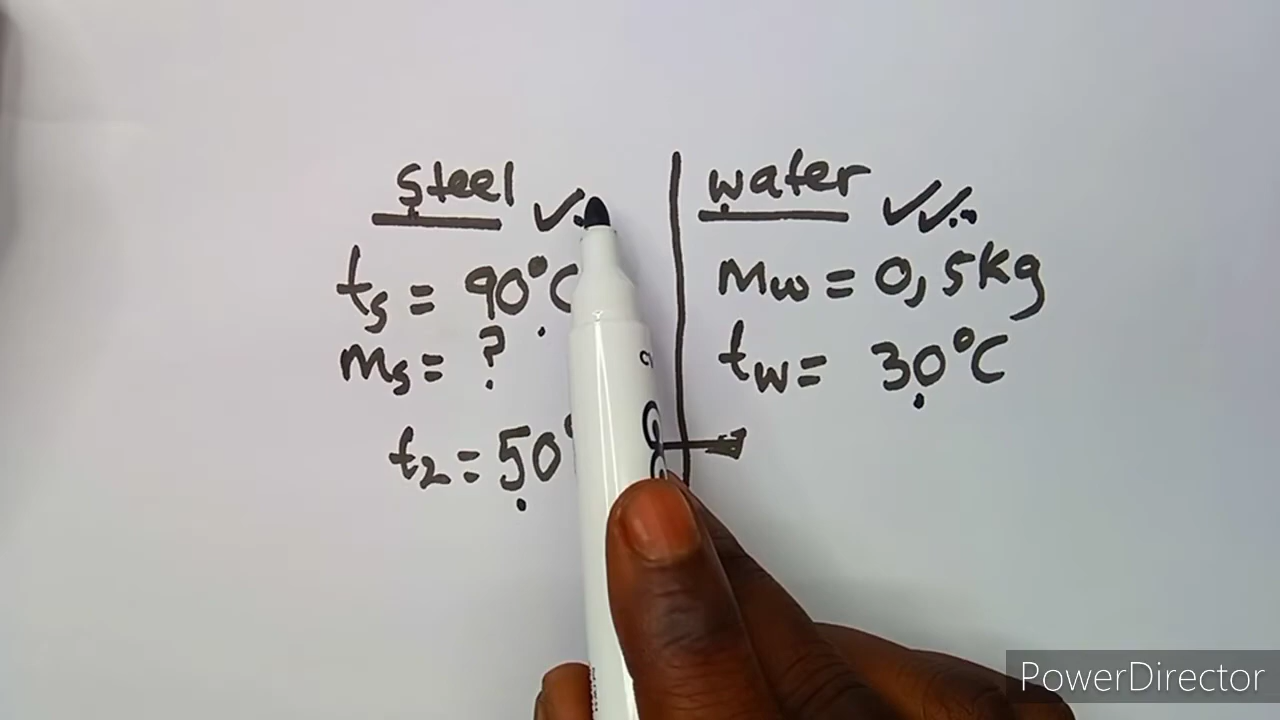 steel
ts = 90°C
ms = ?
t2 = 50°
water
mw = 0,5kg
tw = 30°C
PowerDirector